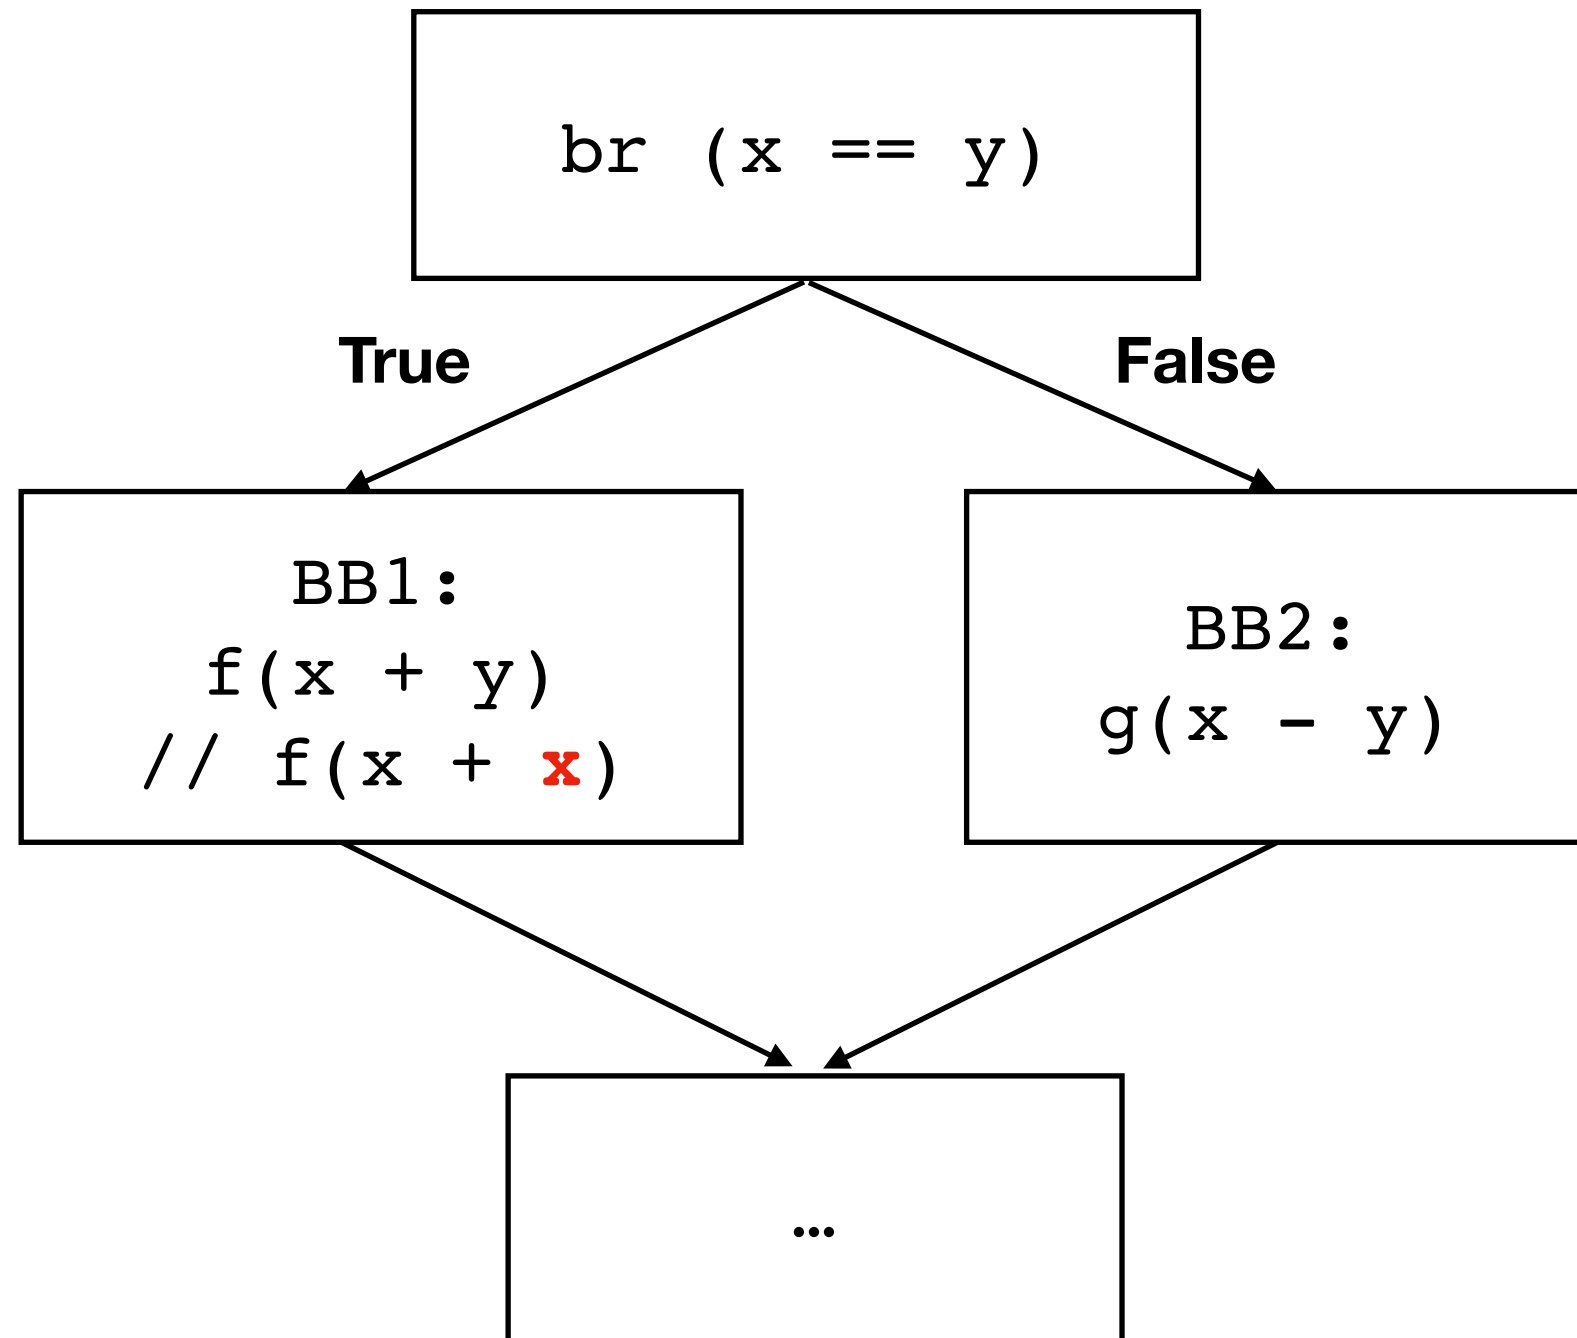 br (x == y)
True
False
BB1:
f(x + y)
// f(x + x)
BB2:
g(x - y)
…